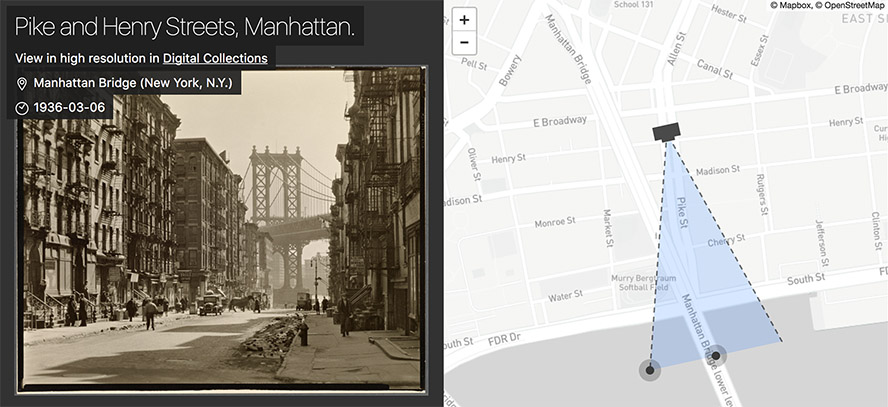 Pike and Henry Streets, Manhattan.
View in high resolution in Digital Collections
Manhattan Bridge (New York, N.Y.)
1936-03-06
+
−
© Mapbox, © OpenStreetMap
School 131
EAST S
Manhattan Bridge
Allen St
Hester St
Essex St
Pell St
Bowery
Canal St
E Broadway
E Broadway
Henry St
Oliver St
Henry St
Madison St
dison St
Pike St
Rutgers St
Monroe St
Market St
Cherry St
Jefferson St
Clinton St
Murry Bergtraum
Softball Field
South St
Water St
Manhattan Bridge lower lev
outh St
FDR Dr